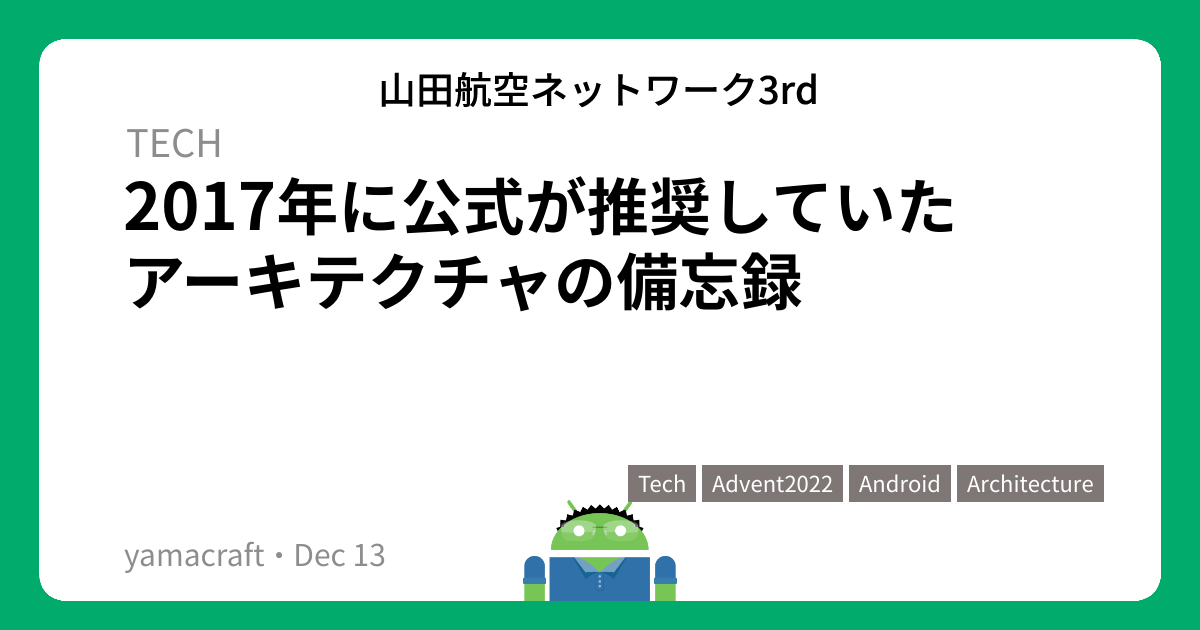 山田航空ネットワーク3rd
TECH
2017年に公式が推奨していた
アーキテクチャの備忘録
Tech Advent2022 Android Architecture
yamacraft・Dec 13